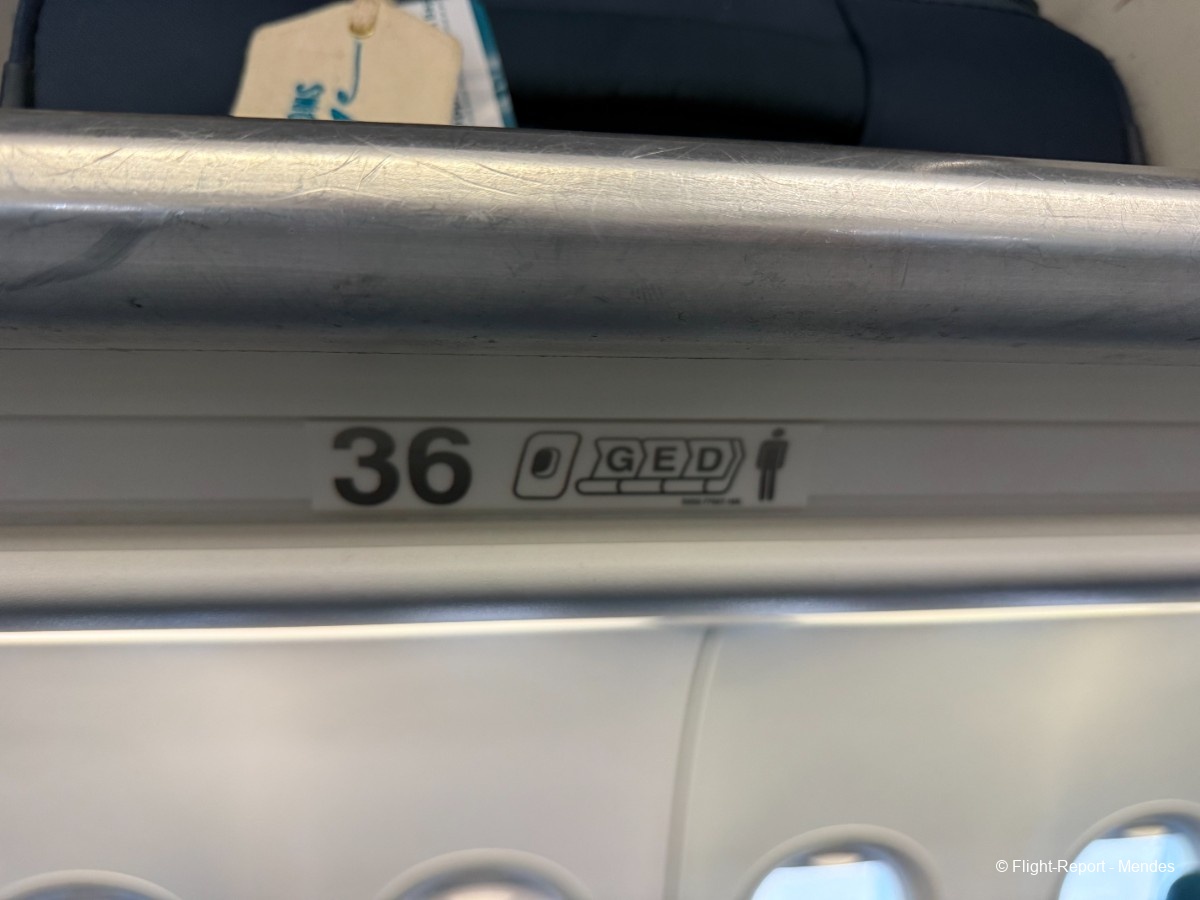 36 GED
© Flight-Report - Mendes